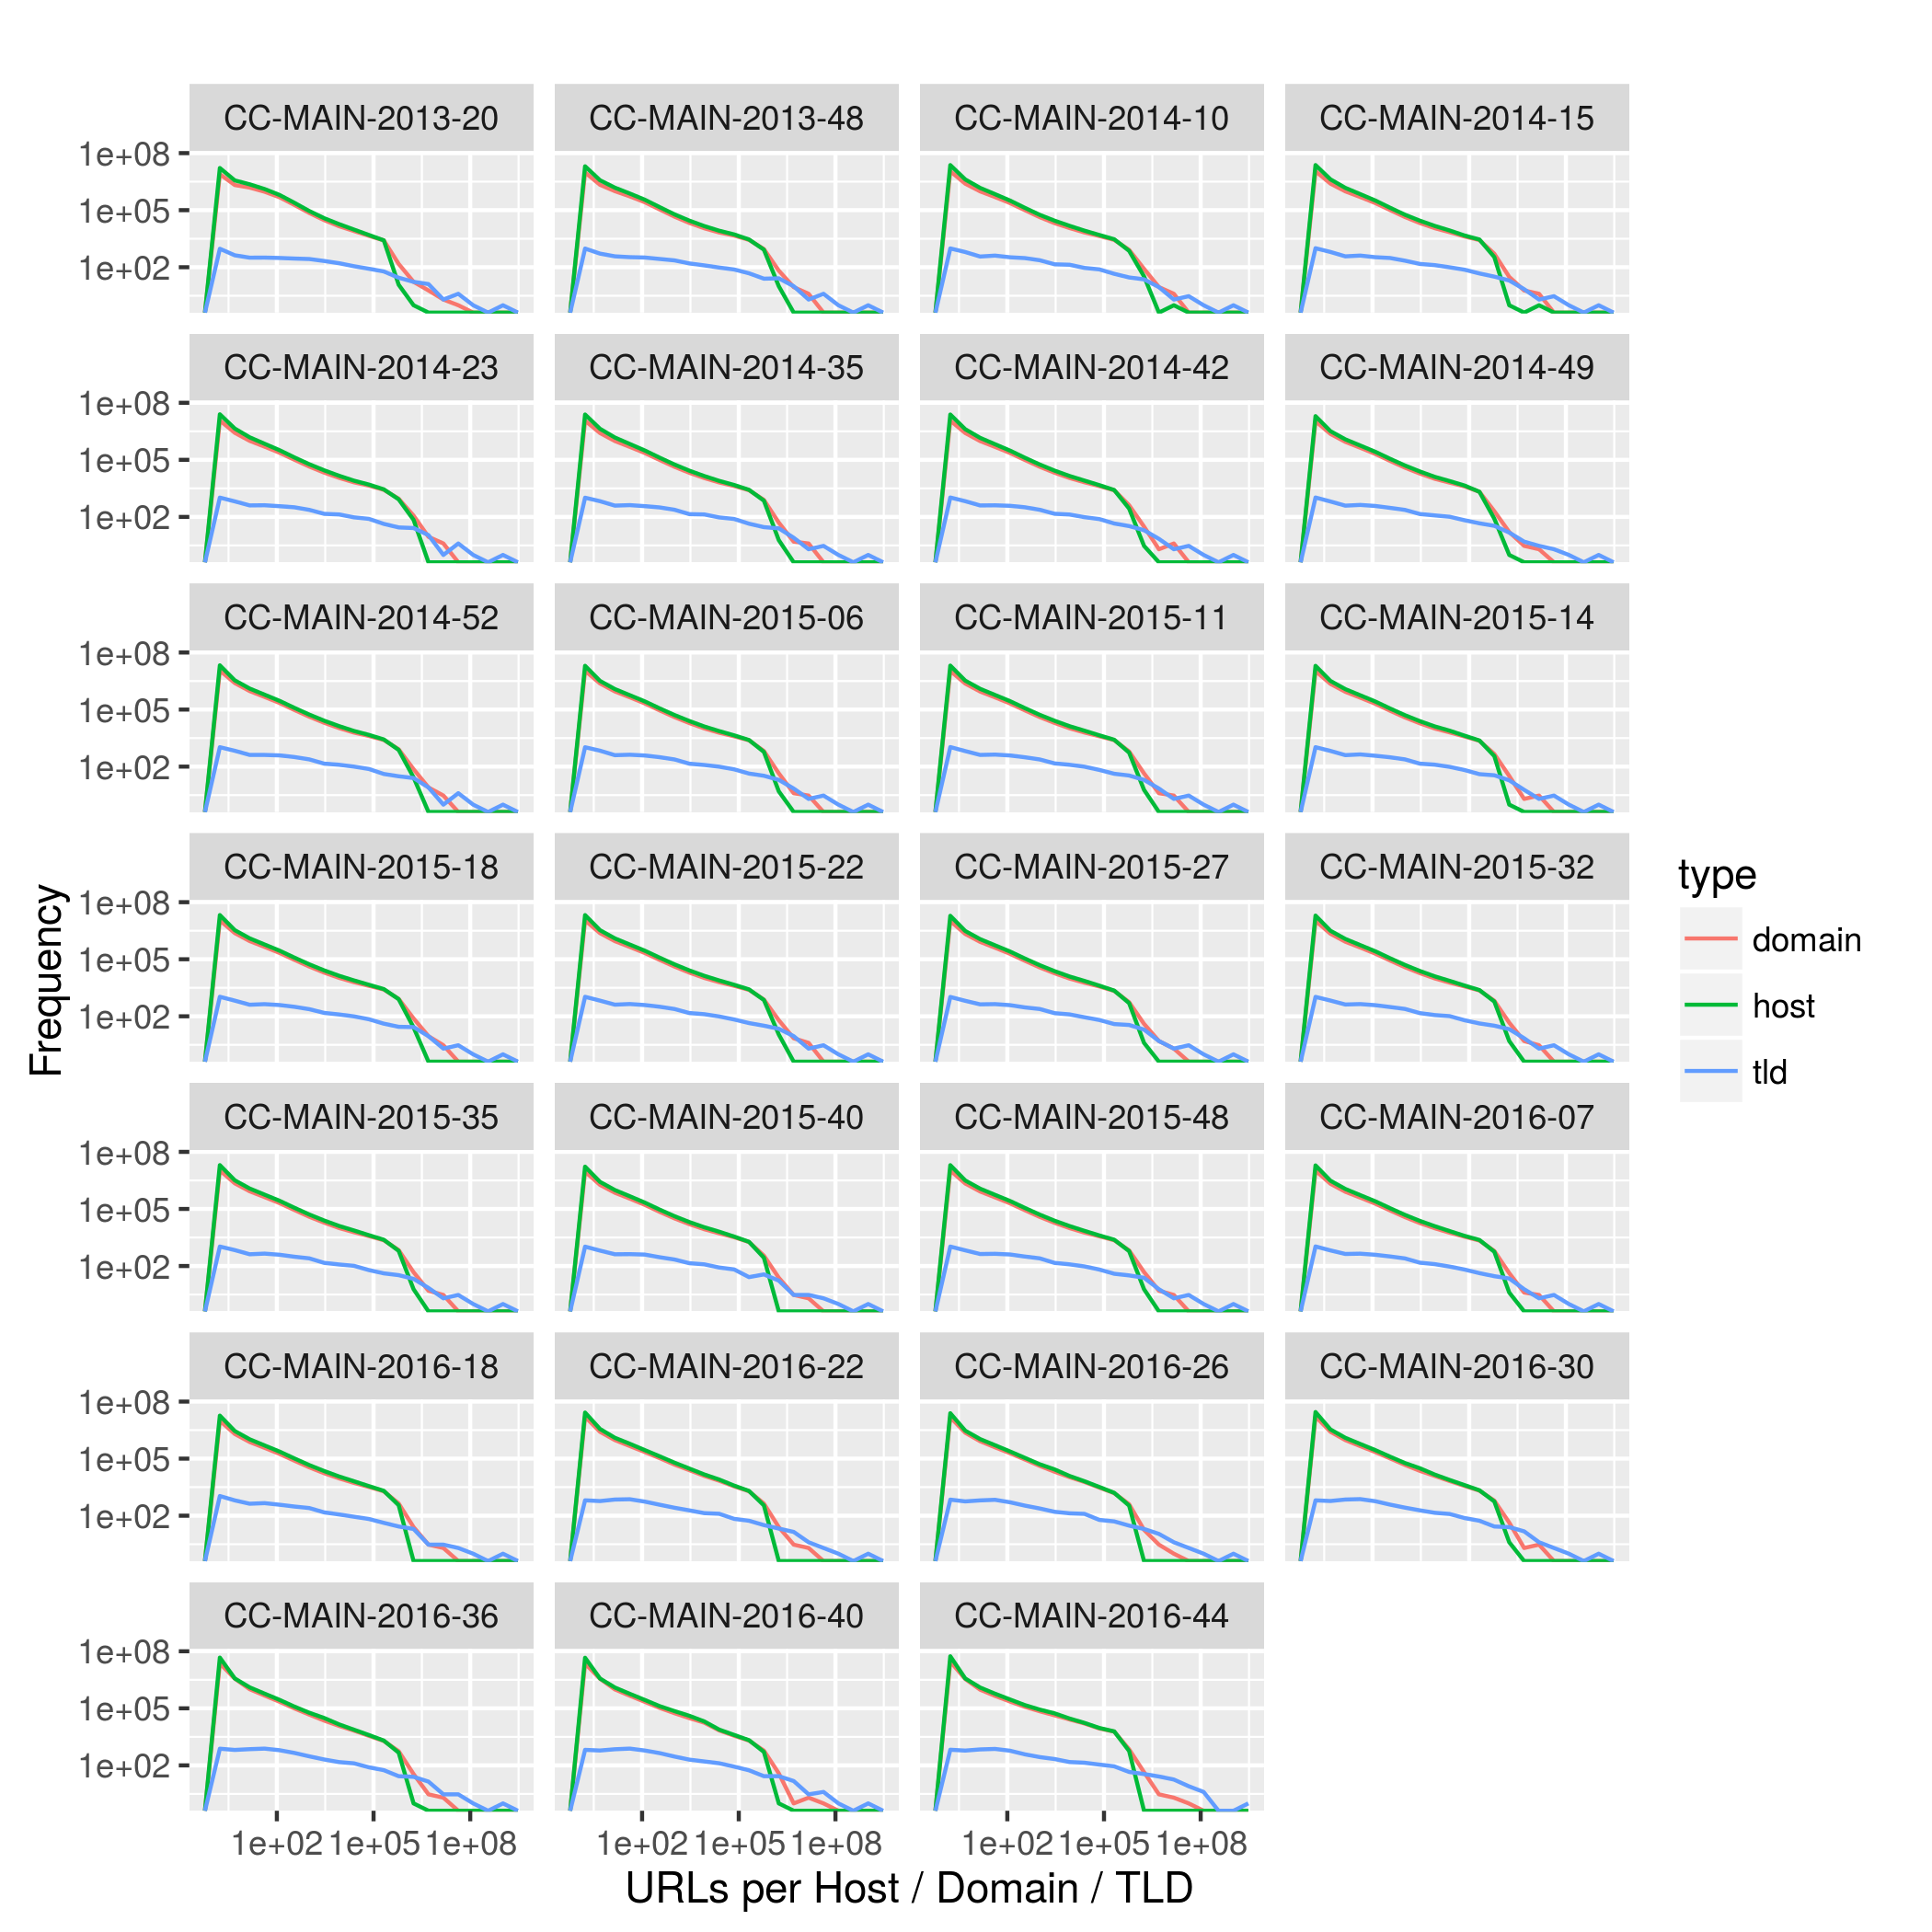 CC-MAIN-2013-20 CC-MAIN-2013-48 CC-MAIN-2014-10 CC-MAIN-2014-15
1e+08
1e+05
1e+02
CC-MAIN-2014-23 CC-MAIN-2014-35 CC-MAIN-2014-42 CC-MAIN-2014-49
1e+08
1e+05
1e+02
CC-MAIN-2014-52 CC-MAIN-2015-06 CC-MAIN-2015-11 CC-MAIN-2015-14
1e+08
1e+05
1e+02
CC-MAIN-2015-18 CC-MAIN-2015-22 CC-MAIN-2015-27 CC-MAIN-2015-32
1e+08
1e+05
1e+02
CC-MAIN-2015-35 CC-MAIN-2015-40 CC-MAIN-2015-48 CC-MAIN-2016-07
1e+08
1e+05
1e+02
CC-MAIN-2016-18 CC-MAIN-2016-22 CC-MAIN-2016-26 CC-MAIN-2016-30
1e+08
1e+05
1e+02
CC-MAIN-2016-36 CC-MAIN-2016-40 CC-MAIN-2016-44
1e+08
1e+05
1e+02
1e+02 1e+05 1e+08 1e+02 1e+05 1e+08 1e+02 1e+05 1e+08
URLs per Host / Domain / TLD
Frequency
type
domain
host
tld